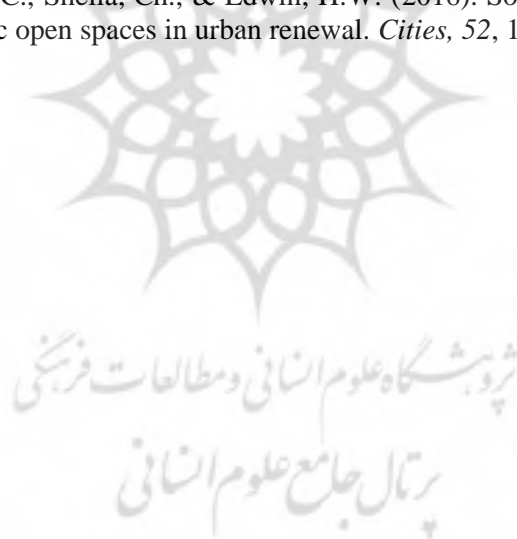 C., Sheila, Ch., & Edwin, H.W. (2016). So
c open spaces in urban renewal. Cities, 52, 1
پژوهشگاه علوم انسانی و مطالعات فرهنگی
پرتال جامع علوم انسانی